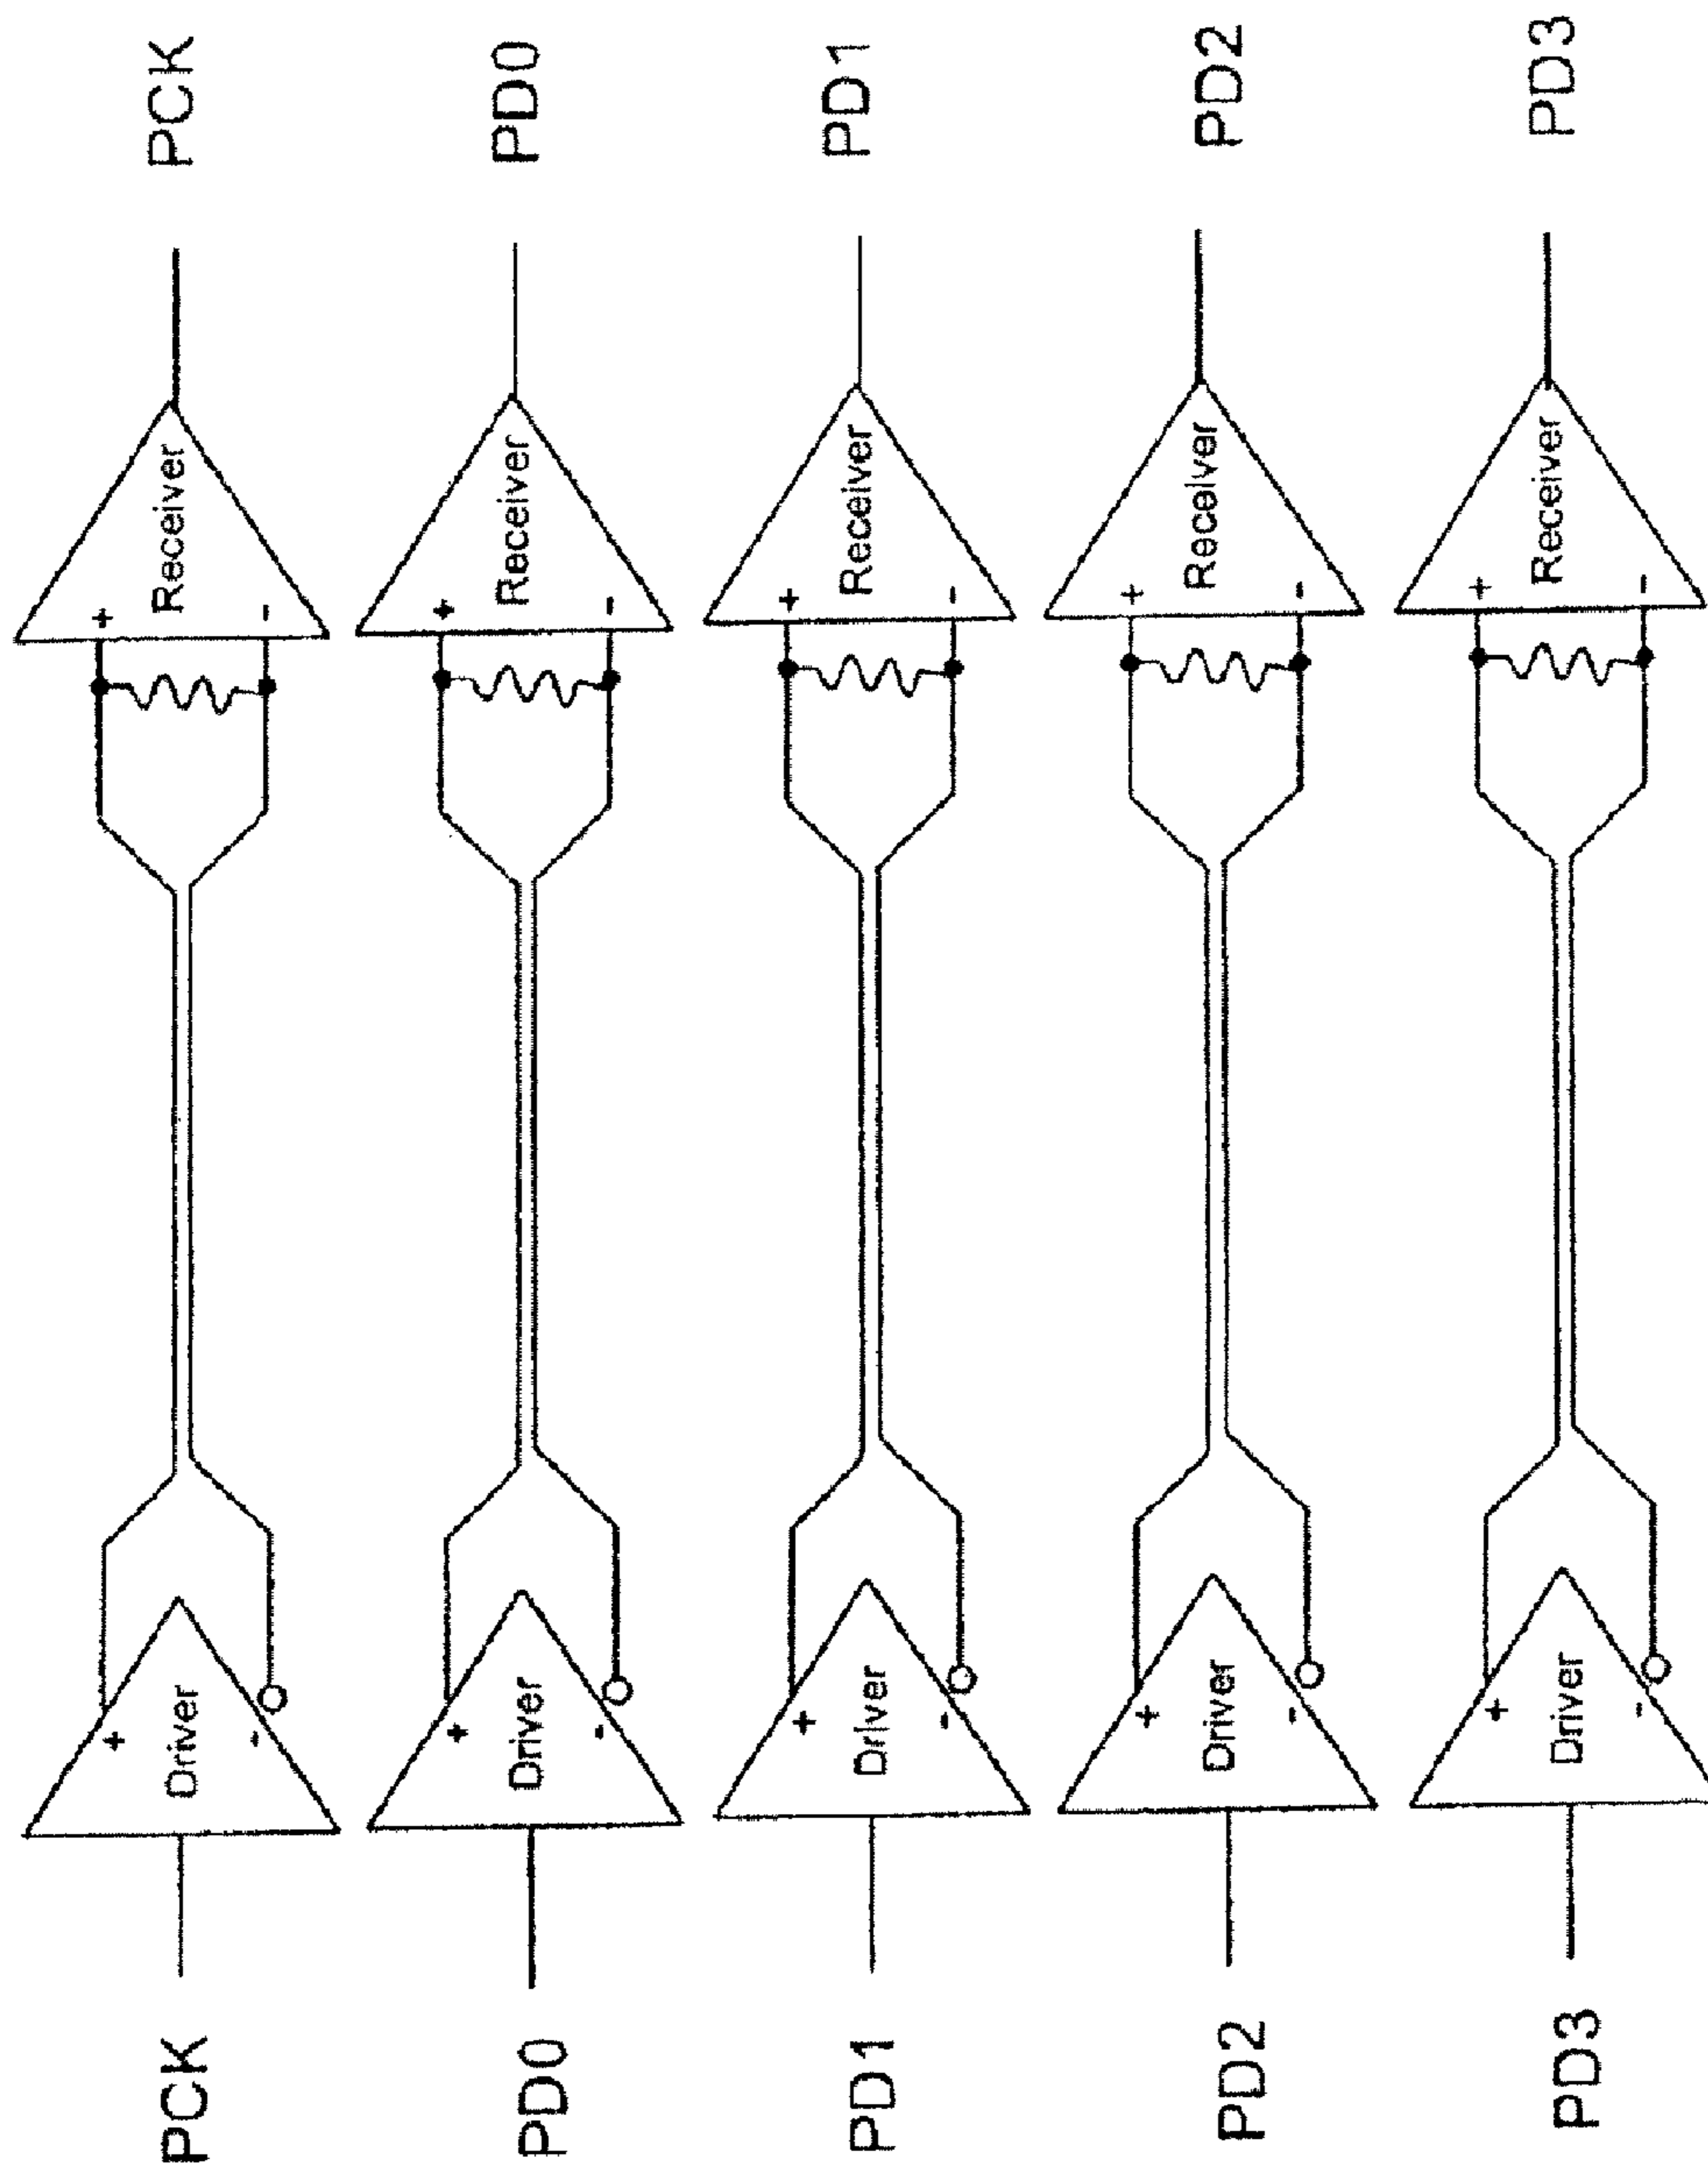 PCK + Driver - + Receiver - PCK
PD0 + Driver - + Receiver - PD0
PD1 + Driver - + Receiver - PD1
PD2 + Driver - + Receiver - PD2
PD3 + Driver - + Receiver - PD3